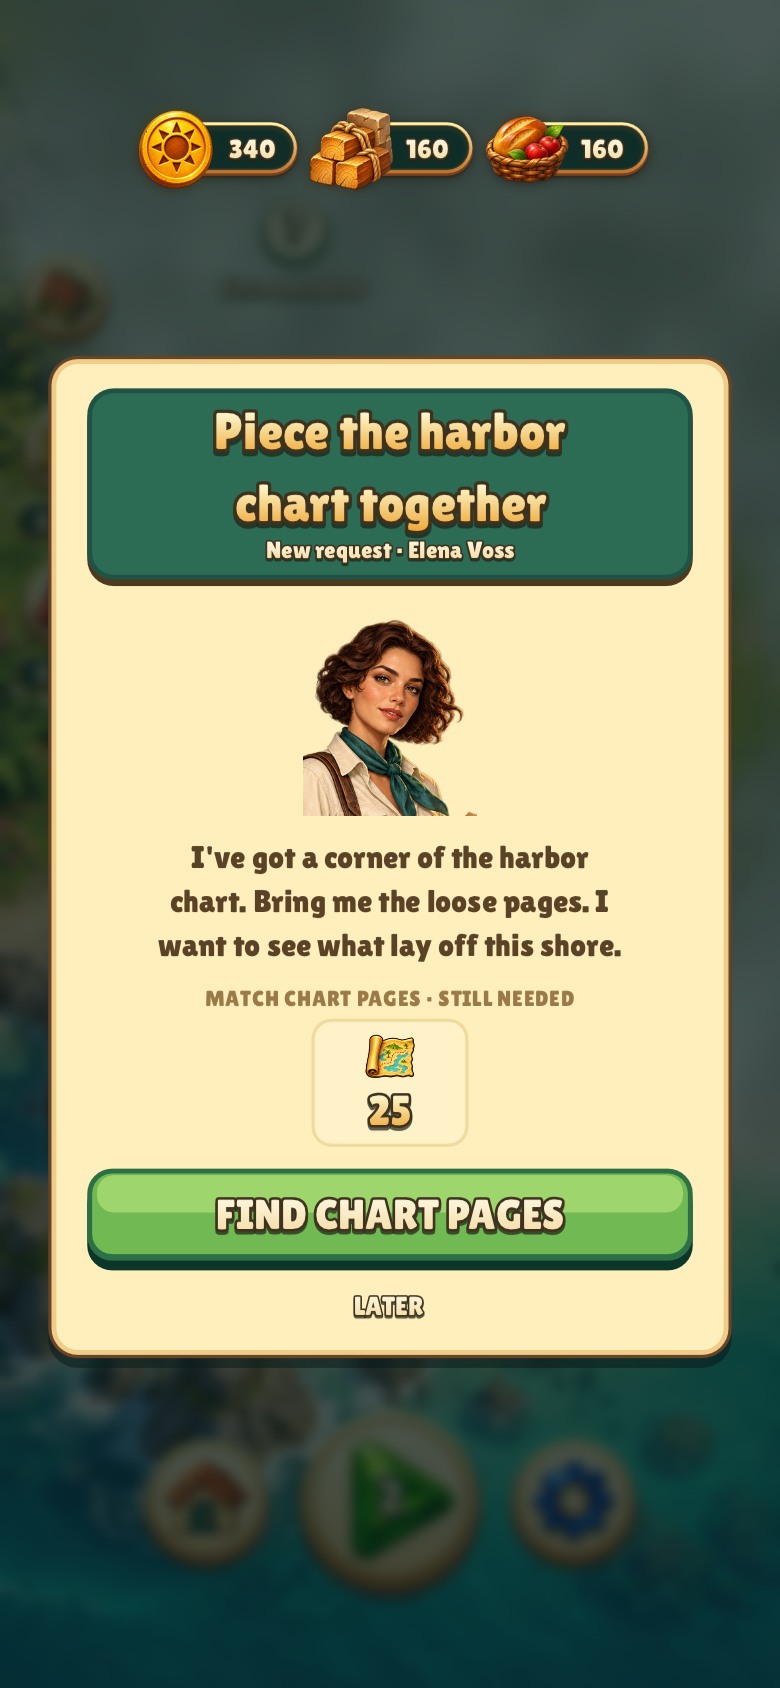 340
160
160
Piece the harbor
chart together
New request · Elena Voss
I've got a corner of the harbor
chart. Bring me the loose pages. I
want to see what lay off this shore.
MATCH CHART PAGES · STILL NEEDED
25
FIND CHART PAGES
LATER